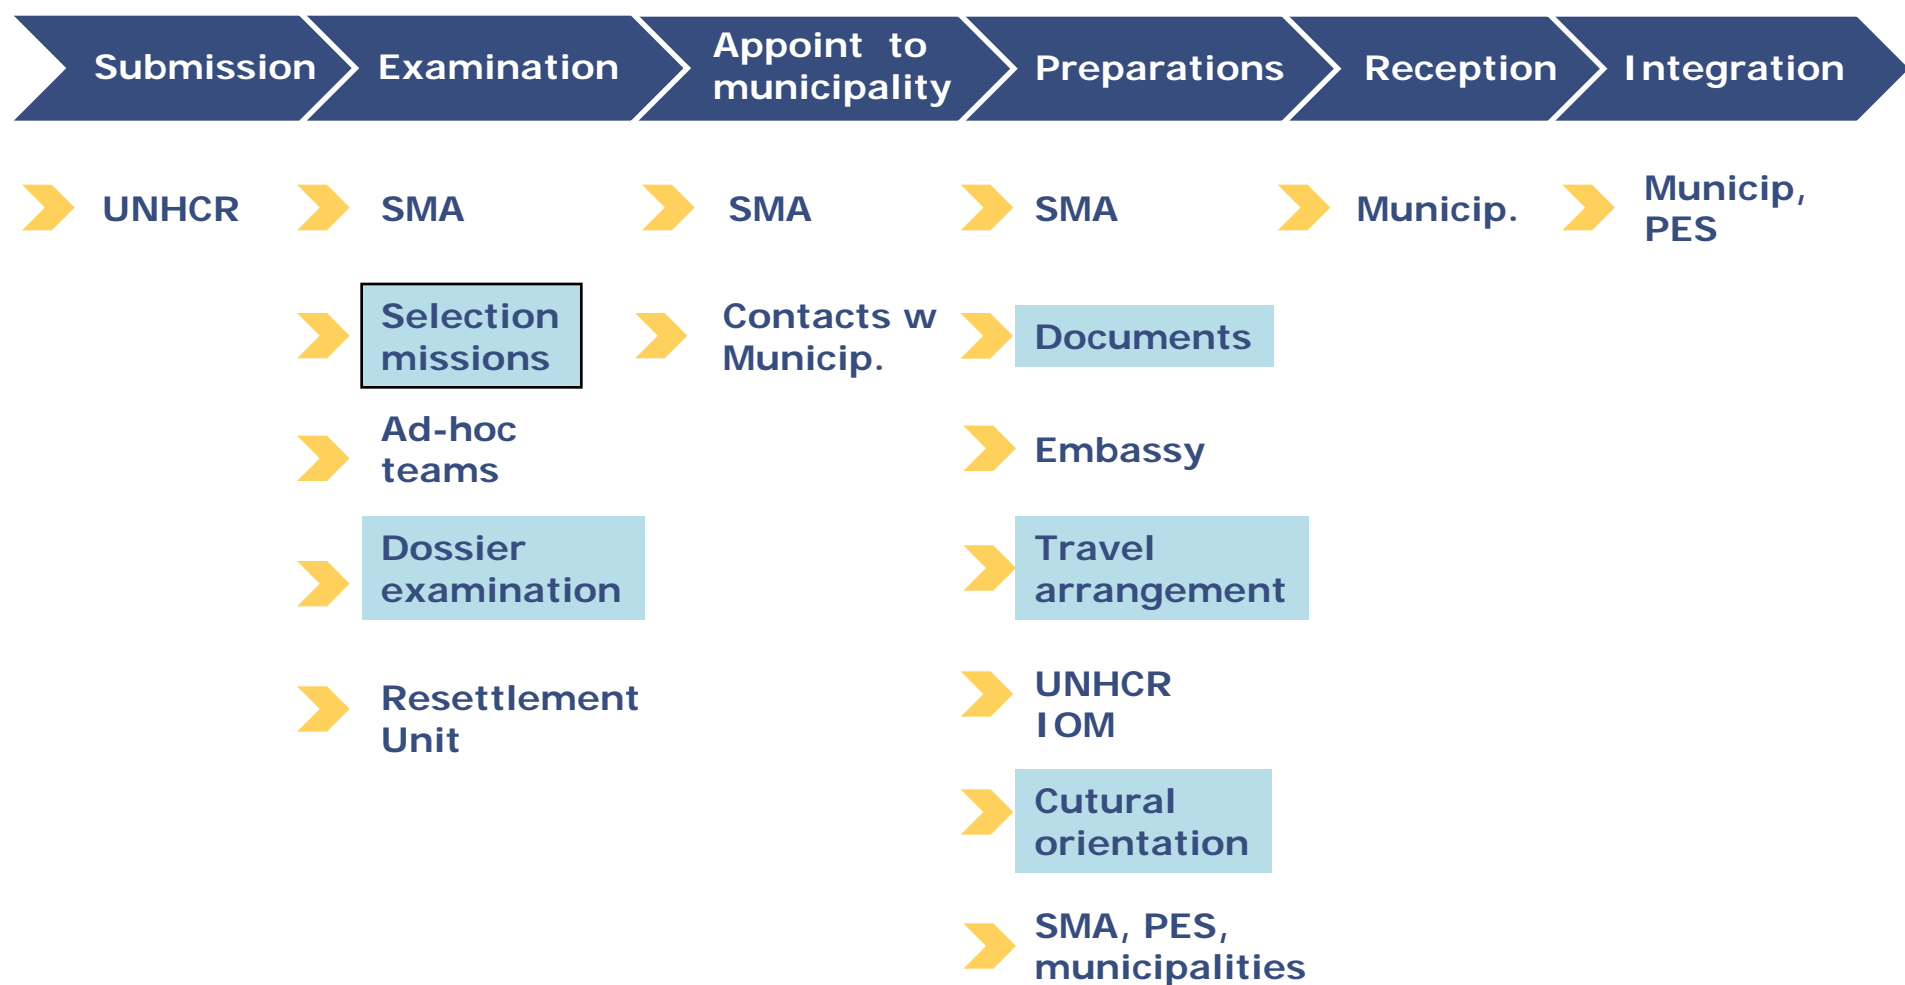 Submission
Examination
Appoint to
municipality
Preparations
Reception
Integration
UNHCR
SMA
SMA
SMA
Municip.
Municip,
PES
Selection
missions
Contacts w
Municip.
Documents
Ad-hoc
teams
Embassy
Dossier
examination
Travel
arrangement
Resettlement
Unit
UNHCR
IOM
Cutural
orientation
SMA, PES,
municipalities